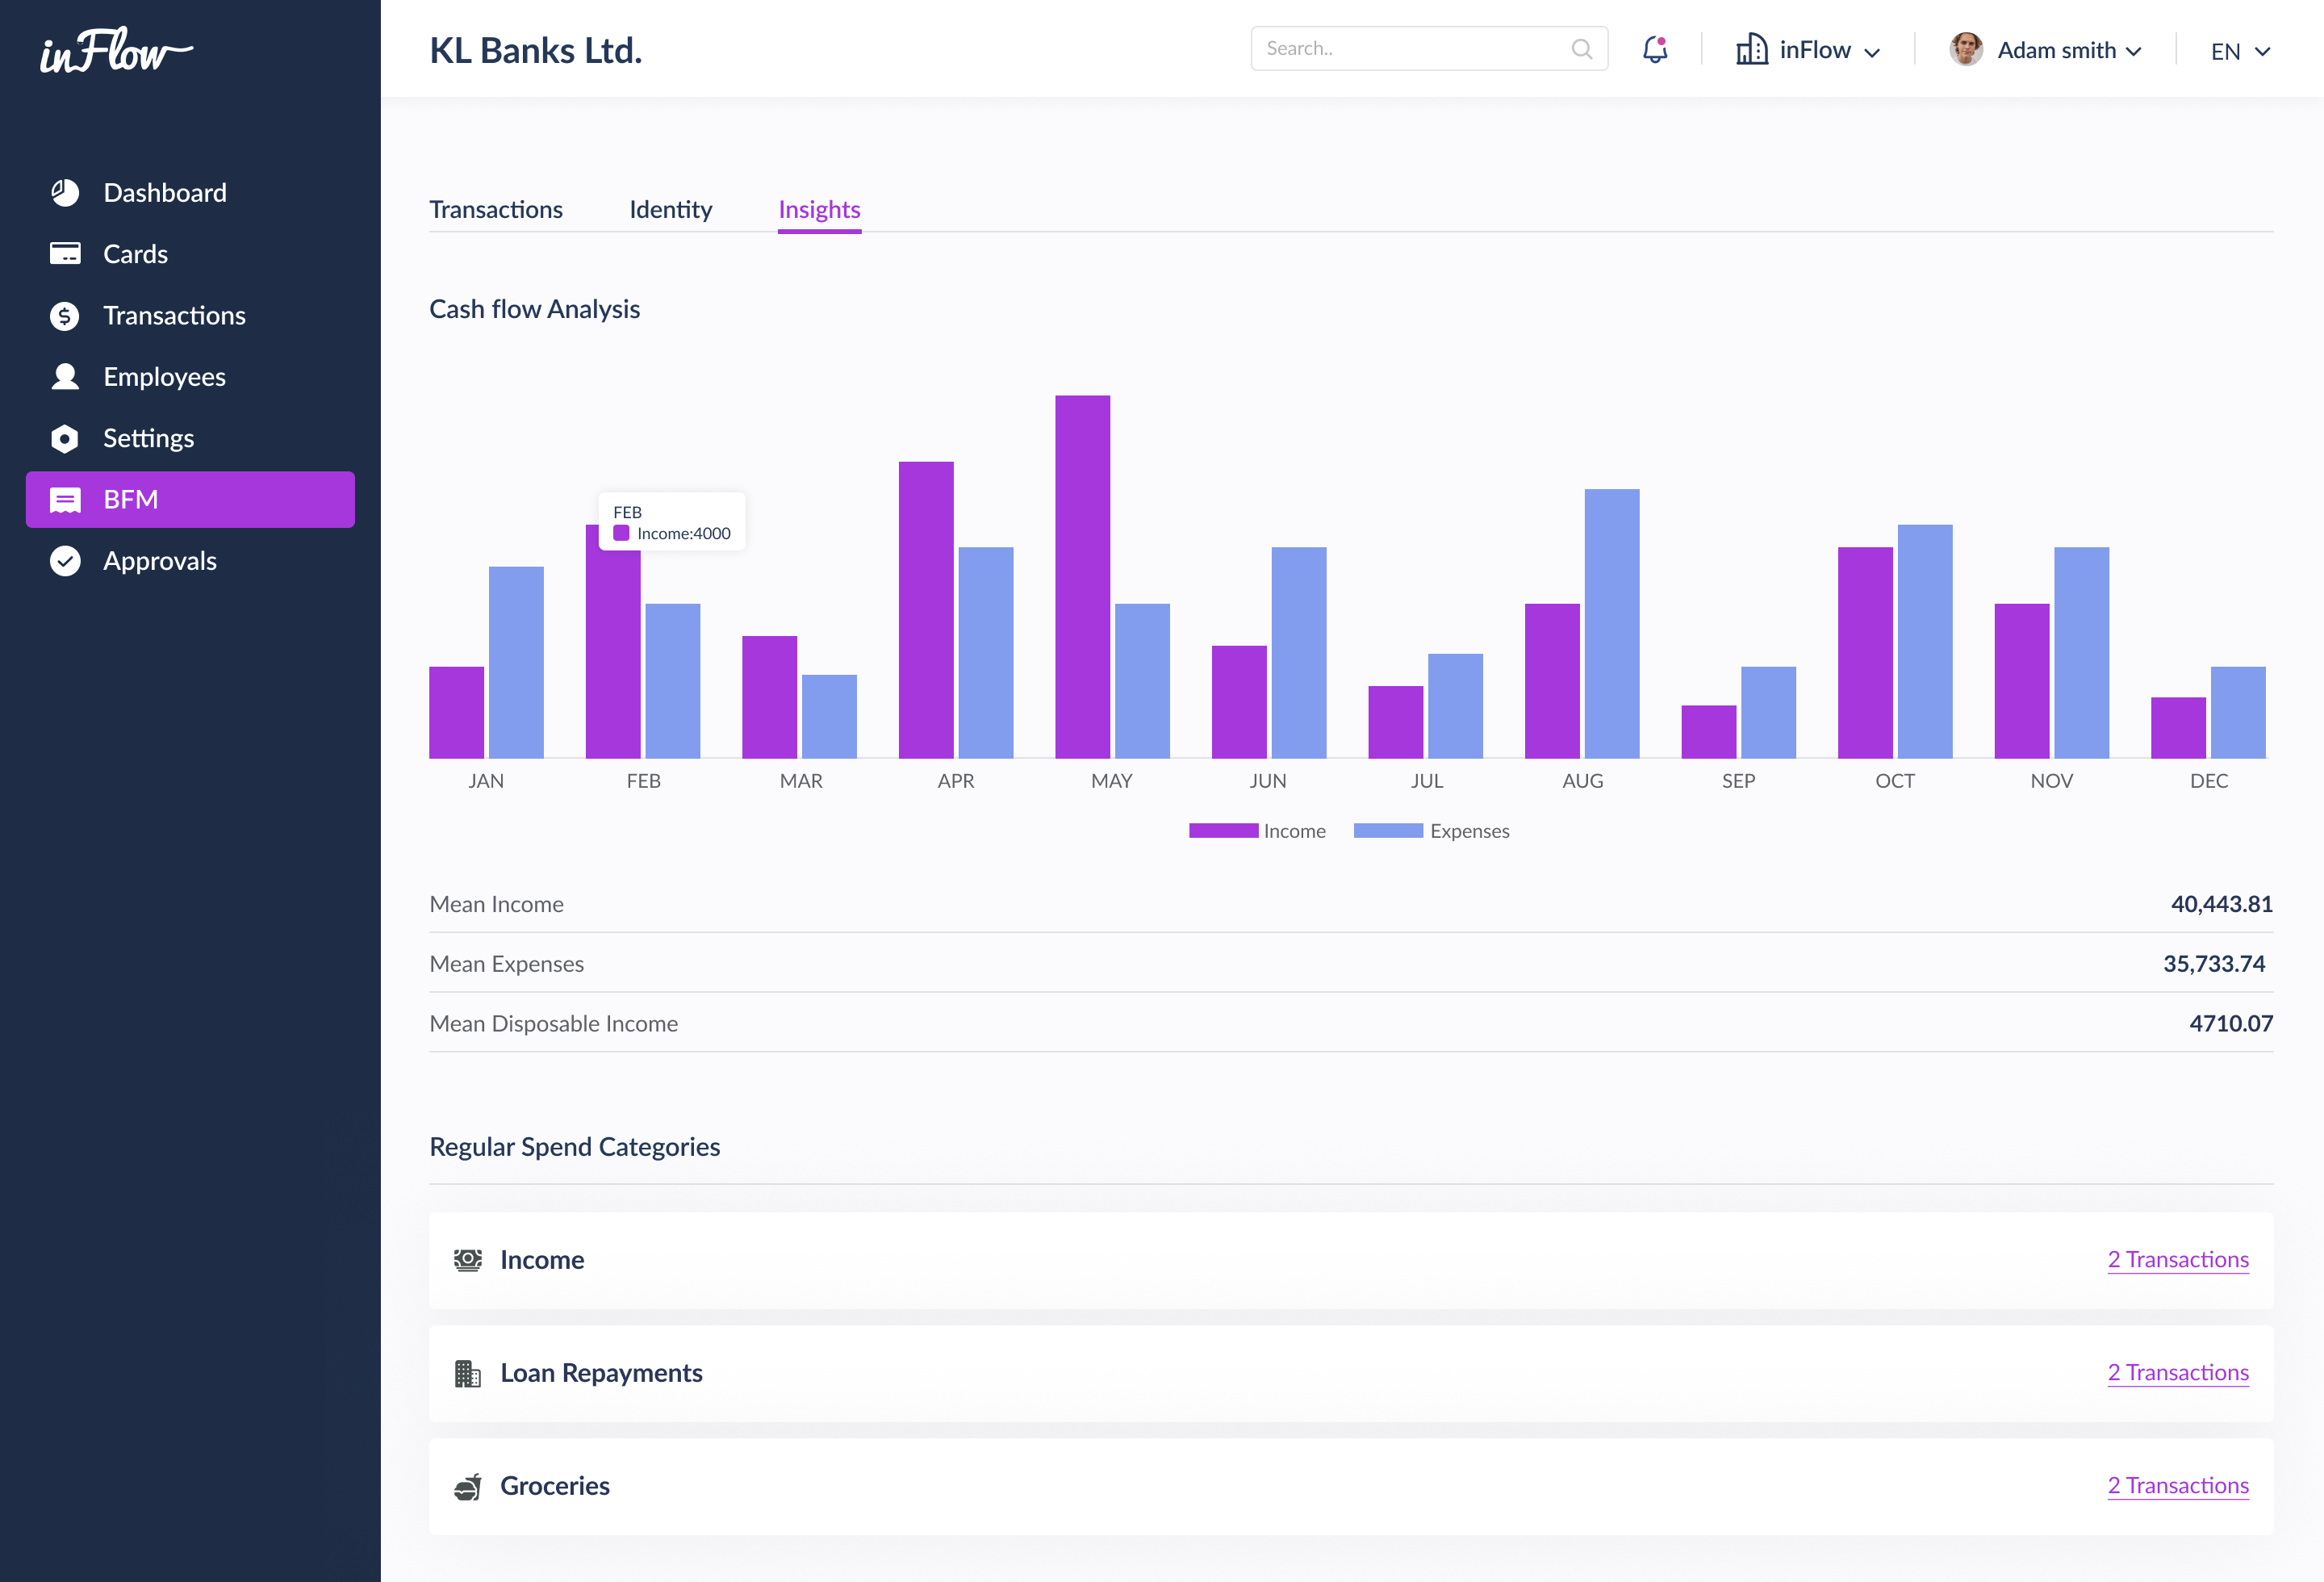 inFlow
KL Banks Ltd.
Search..
inFlow
Adam smith
EN
Dashboard
Cards
Transactions
Employees
Settings
BFM
Approvals
Transactions Identity Insights
Cash flow Analysis
FEB
Income:4000
JAN FEB MAR APR MAY JUN JUL AUG SEP OCT NOV DEC
Income Expenses
Mean Income 40,443.81
Mean Expenses 35,733.74
Mean Disposable Income 4710.07
Regular Spend Categories
Income 2 Transactions
Loan Repayments 2 Transactions
Groceries 2 Transactions